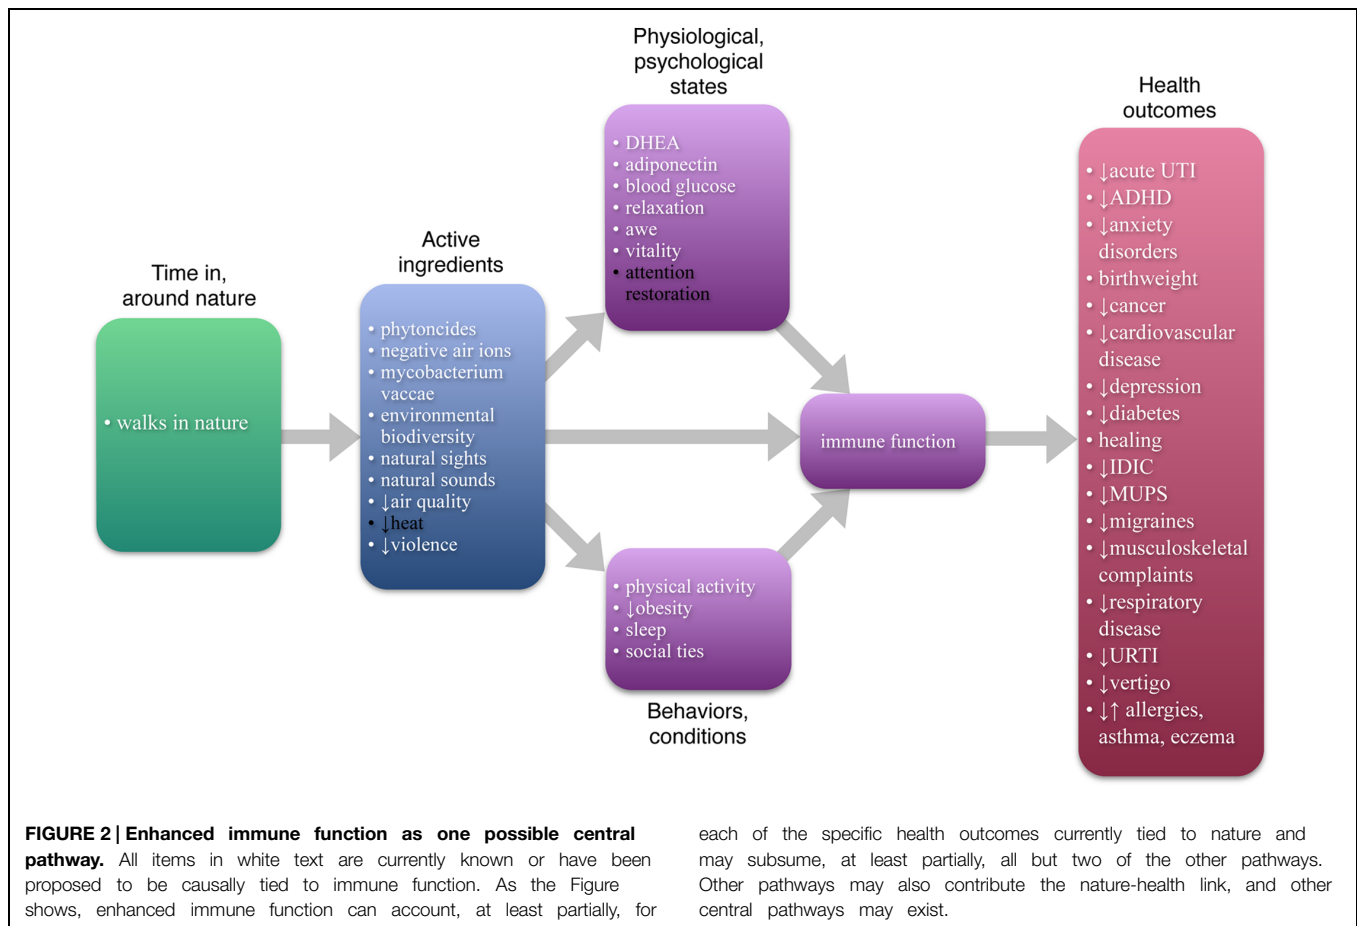 Time in,
around nature
• walks in nature
Active
ingredients
• phytoncides
• negative air ions
• mycobacterium
vaccae
• environmental
biodiversity
• natural sights
• natural sounds
• ↓air quality
• ↓heat
• ↓violence
Physiological,
psychological
states
• DHEA
• adiponectin
• blood glucose
• relaxation
• awe
• vitality
• attention
restoration
• physical activity
• ↓obesity
• sleep
• social ties
Behaviors,
conditions
immune function
Health
outcomes
• ↓acute UTI
• ↓ADHD
• ↓anxiety
disorders
• birthweight
• ↓cancer
• ↓cardiovascular
disease
• ↓depression
• ↓diabetes
• healing
• ↓IDIC
• ↓MUPS
• ↓migraines
• ↓musculoskeletal
complaints
• ↓respiratory
disease
• ↓URTI
• ↓vertigo
• ↓↑ allergies,
asthma, eczema
FIGURE 2 | Enhanced immune function as one possible central
pathway. All items in white text are currently known or have been
proposed to be causally tied to immune function. As the Figure
shows, enhanced immune function can account, at least partially, for
each of the specific health outcomes currently tied to nature and
may subsume, at least partially, all but two of the other pathways.
Other pathways may also contribute the nature-health link, and other
central pathways may exist.